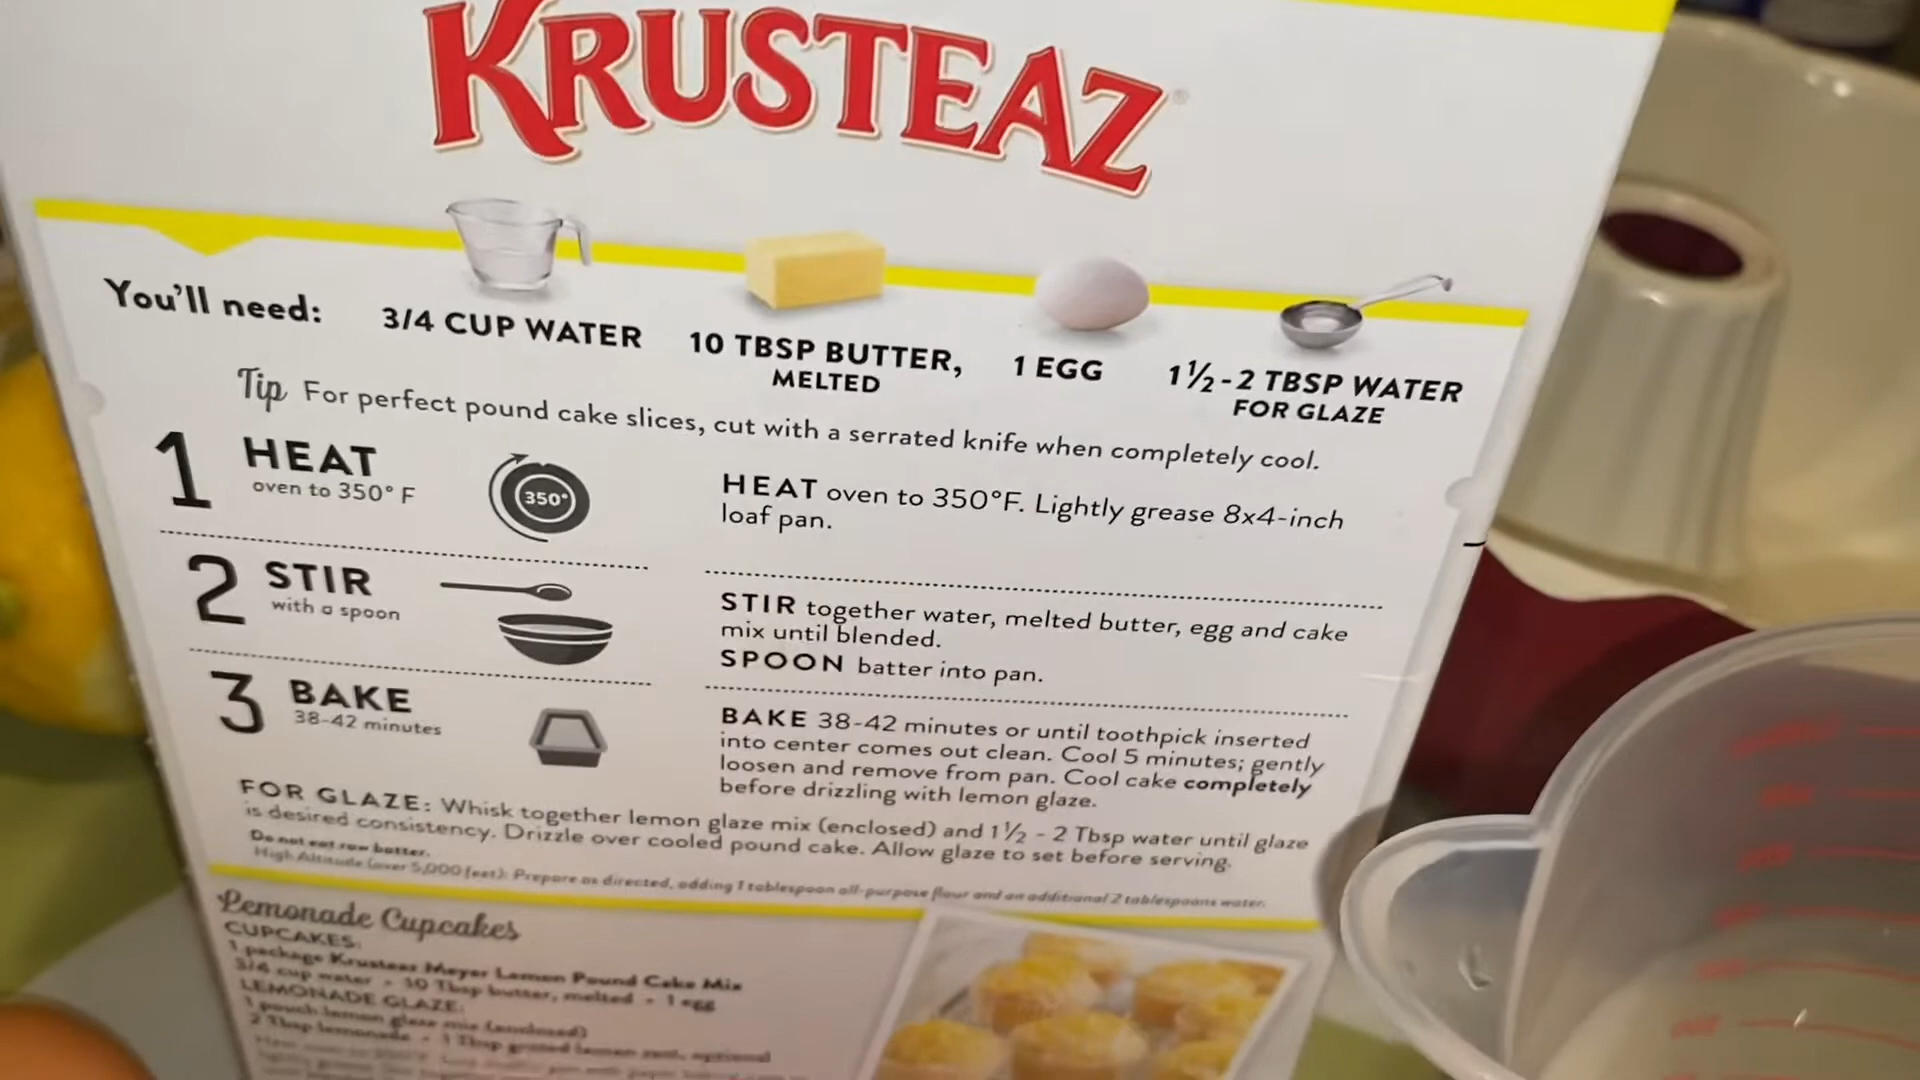 KRUSTEAZ®
You'll need:
3/4 CUP WATER
10 TBSP BUTTER,
MELTED
1 EGG
1½-2 TBSP WATER
FOR GLAZE
Tip For perfect pound cake slices, cut with a serrated knife when completely cool.
1 HEAT
oven to 350° F
350°
HEAT oven to 350°F. Lightly grease 8x4-inch
loaf pan.
2 STIR
with a spoon
STIR together water, melted butter, egg and cake
mix until blended.
SPOON batter into pan.
3 BAKE
38-42 minutes
BAKE 38-42 minutes or until toothpick inserted
into center comes out clean. Cool 5 minutes; gently
loosen and remove from pan. Cool cake completely
before drizzling with lemon glaze.
FOR GLAZE: Whisk together lemon glaze mix (enclosed) and 1½ - 2 Tbsp water until glaze
is desired consistency. Drizzle over cooled pound cake. Allow glaze to set before serving.
Do not eat raw batter.
High Altitude (over 5,000 feet): Prepare as directed, adding 1 tablespoon all-purpose flour and an additional 2 tablespoons water.
Lemonade Cupcakes
CUPCAKES:
1 package Krusteaz Meyer Lemon Pound Cake Mix
3/4 cup water • 10 Tbsp butter, melted • 1 egg
LEMONADE GLAZE:
1 pouch lemon glaze mix (enclosed)
2 Tbsp lemonade • 1 Tbsp grated lemon zest, optional